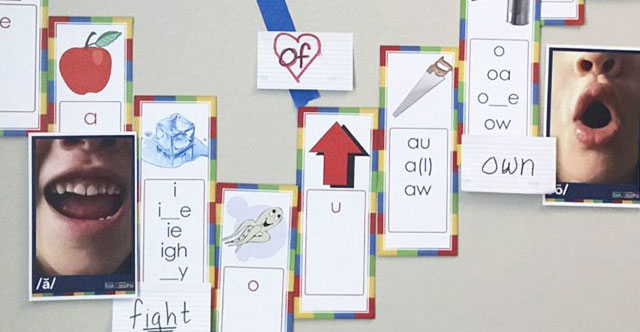 e
a
/ă/
i
i_e
ie
igh
_y
fight
o
of
u
au
a(l)
aw
o
oa
o_e
ow
own